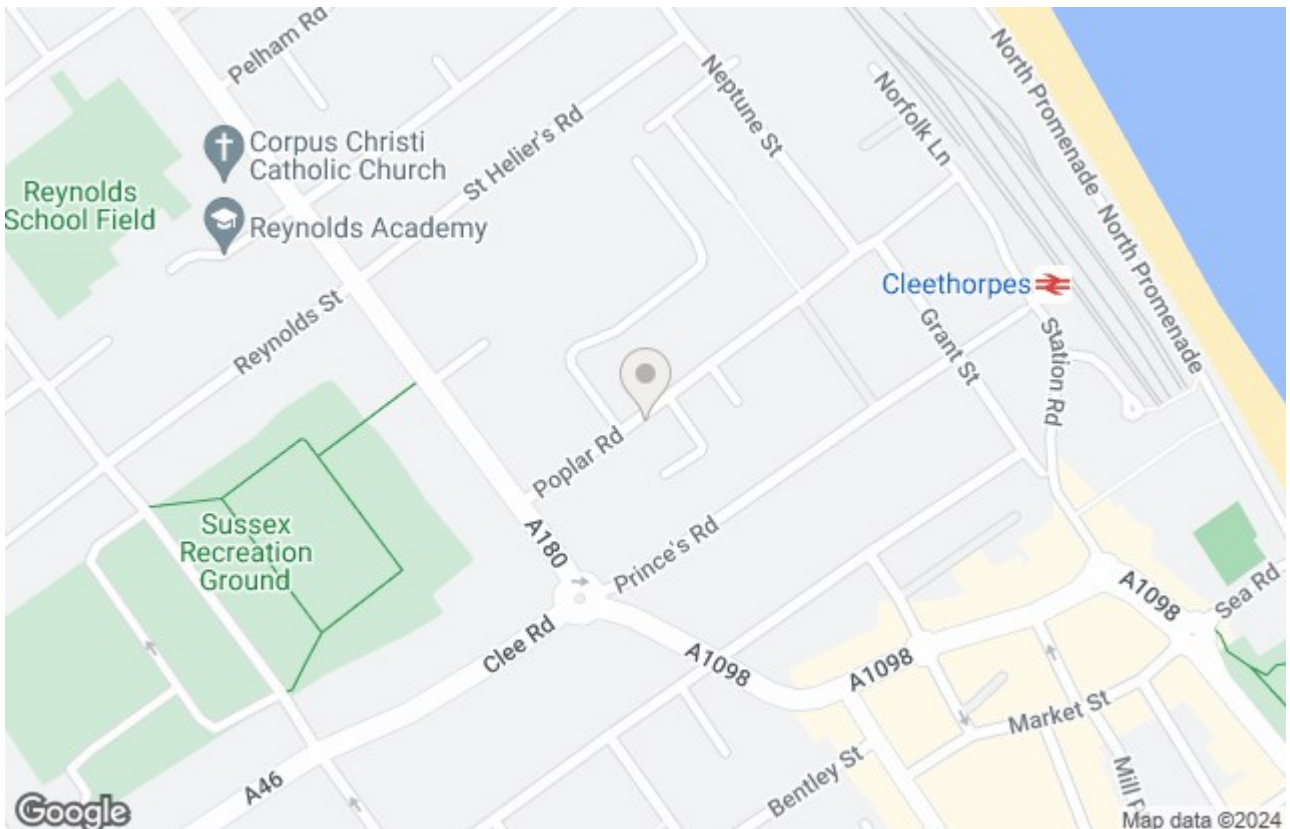 Pelham Rd
Neptune St
Norfolk Ln
North Promenade
North Promenade
Corpus Christi
Catholic Church
St Helier's Rd
Reynolds
School Field
Reynolds Academy
Cleethorpes
Reynolds St
Grant St
Station Rd
Poplar Rd
A180
Sussex
Recreation
Ground
Prince's Rd
Clee Rd
A1098
A1098
A1098
Sea Rd
Market St
Bentley St
Mill
A46
Google
Map data ©2024